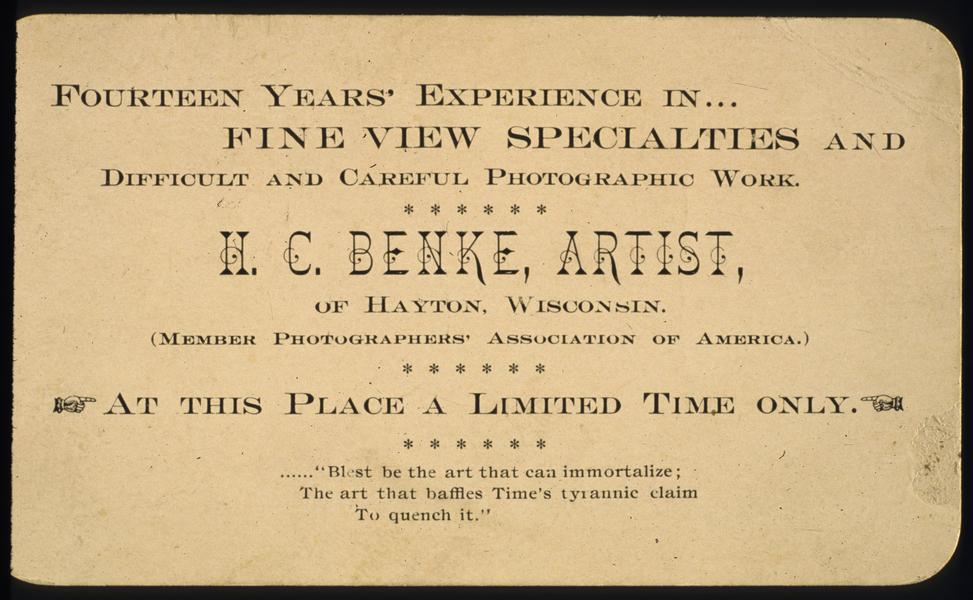 Fourteen Years' Experience in...
FINE VIEW SPECIALTIES AND
Difficult and Careful Photographic Work.
* * * * * *
H. C. BENKE, ARTIST,
of Hayton, Wisconsin.
(Member Photographers' Association of America.)
* * * * * *
☞ At this Place a Limited Time only. ☜
* * * * * *
......"Blest be the art that can immortalize;
The art that baffles Time's tyrannic claim
To quench it."